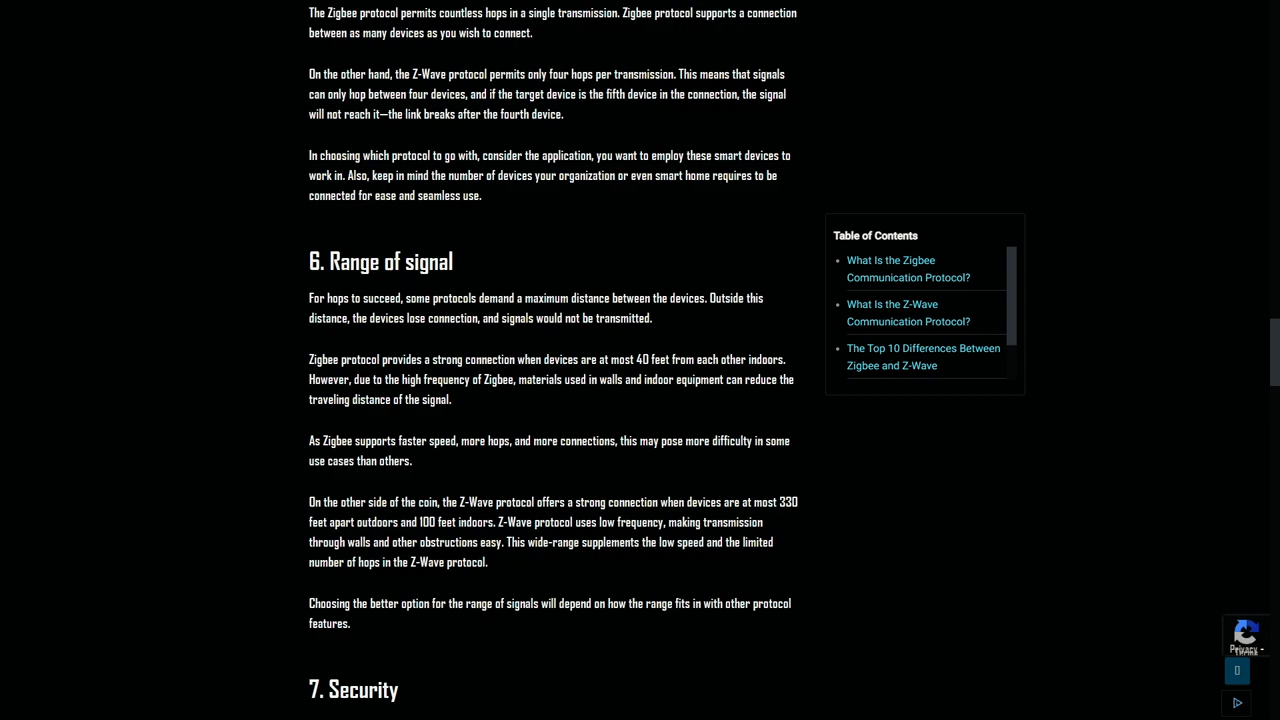 The Zigbee protocol permits countless hops in a single transmission. Zigbee protocol supports a connection
between as many devices as you wish to connect.
On the other hand, the Z-Wave protocol permits only four hops per transmission. This means that signals
can only hop between four devices, and if the target device is the fifth device in the connection, the signal
will not reach it—the link breaks after the fourth device.
In choosing which protocol to go with, consider the application, you want to employ these smart devices to
work in. Also, keep in mind the number of devices your organization or even smart home requires to be
connected for ease and seamless use.
6. Range of signal
For hops to succeed, some protocols demand a maximum distance between the devices. Outside this
distance, the devices lose connection, and signals would not be transmitted.
Zigbee protocol provides a strong connection when devices are at most 40 feet from each other indoors.
However, due to the high frequency of Zigbee, materials used in walls and indoor equipment can reduce the
traveling distance of the signal.
As Zigbee supports faster speed, more hops, and more connections, this may pose more difficulty in some
use cases than others.
On the other side of the coin, the Z-Wave protocol offers a strong connection when devices are at most 330
feet apart outdoors and 100 feet indoors. Z-Wave protocol uses low frequency, making transmission
through walls and other obstructions easy. This wide-range supplements the low speed and the limited
number of hops in the Z-Wave protocol.
Choosing the better option for the range of signals will depend on how the range fits in with other protocol
features.
7. Security
Table of Contents
What Is the Zigbee
Communication Protocol?
What Is the Z-Wave
Communication Protocol?
The Top 10 Differences Between
Zigbee and Z-Wave
Privacy -
Terms